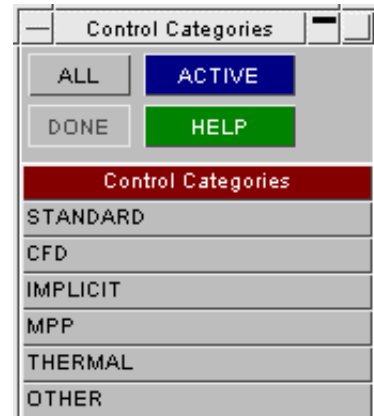 Control Categories
ALL ACTIVE
DONE HELP
Control Categories
STANDARD
CFD
IMPLICIT
MPP
THERMAL
OTHER